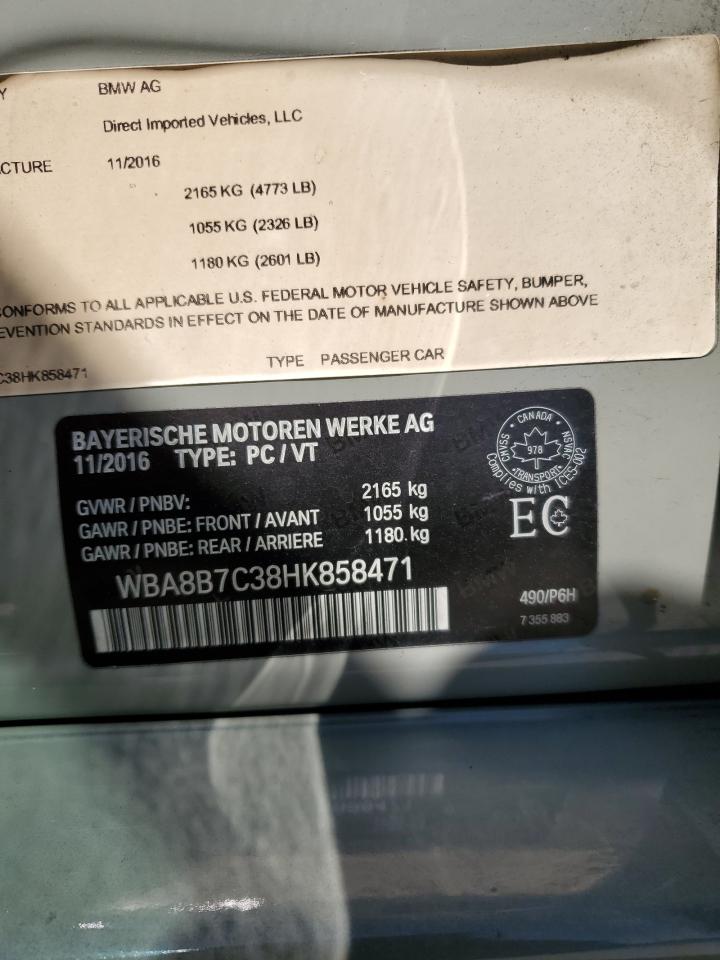 Y BMW AG
Direct Imported Vehicles, LLC
CTURE 11/2016
2165 KG (4773 LB)
1055 KG (2326 LB)
1180 KG (2601 LB)
CONFORMS TO ALL APPLICABLE U.S. FEDERAL MOTOR VEHICLE SAFETY, BUMPER,
EVENTION STANDARDS IN EFFECT ON THE DATE OF MANUFACTURE SHOWN ABOVE
C38HK858471 TYPE PASSENGER CAR
BAYERISCHE MOTOREN WERKE AG
11/2016 TYPE: PC / VT
GVWR / PNBV: 2165 kg
GAWR / PNBE: FRONT / AVANT 1055 kg
GAWR / PNBE: REAR / ARRIERE 1180.kg
WBA8B7C38HK858471
CANADA
CMVSS 978 NSVAC
TRANSPORT
Complies with ICES-002
EC
490/P6H
7 355 883